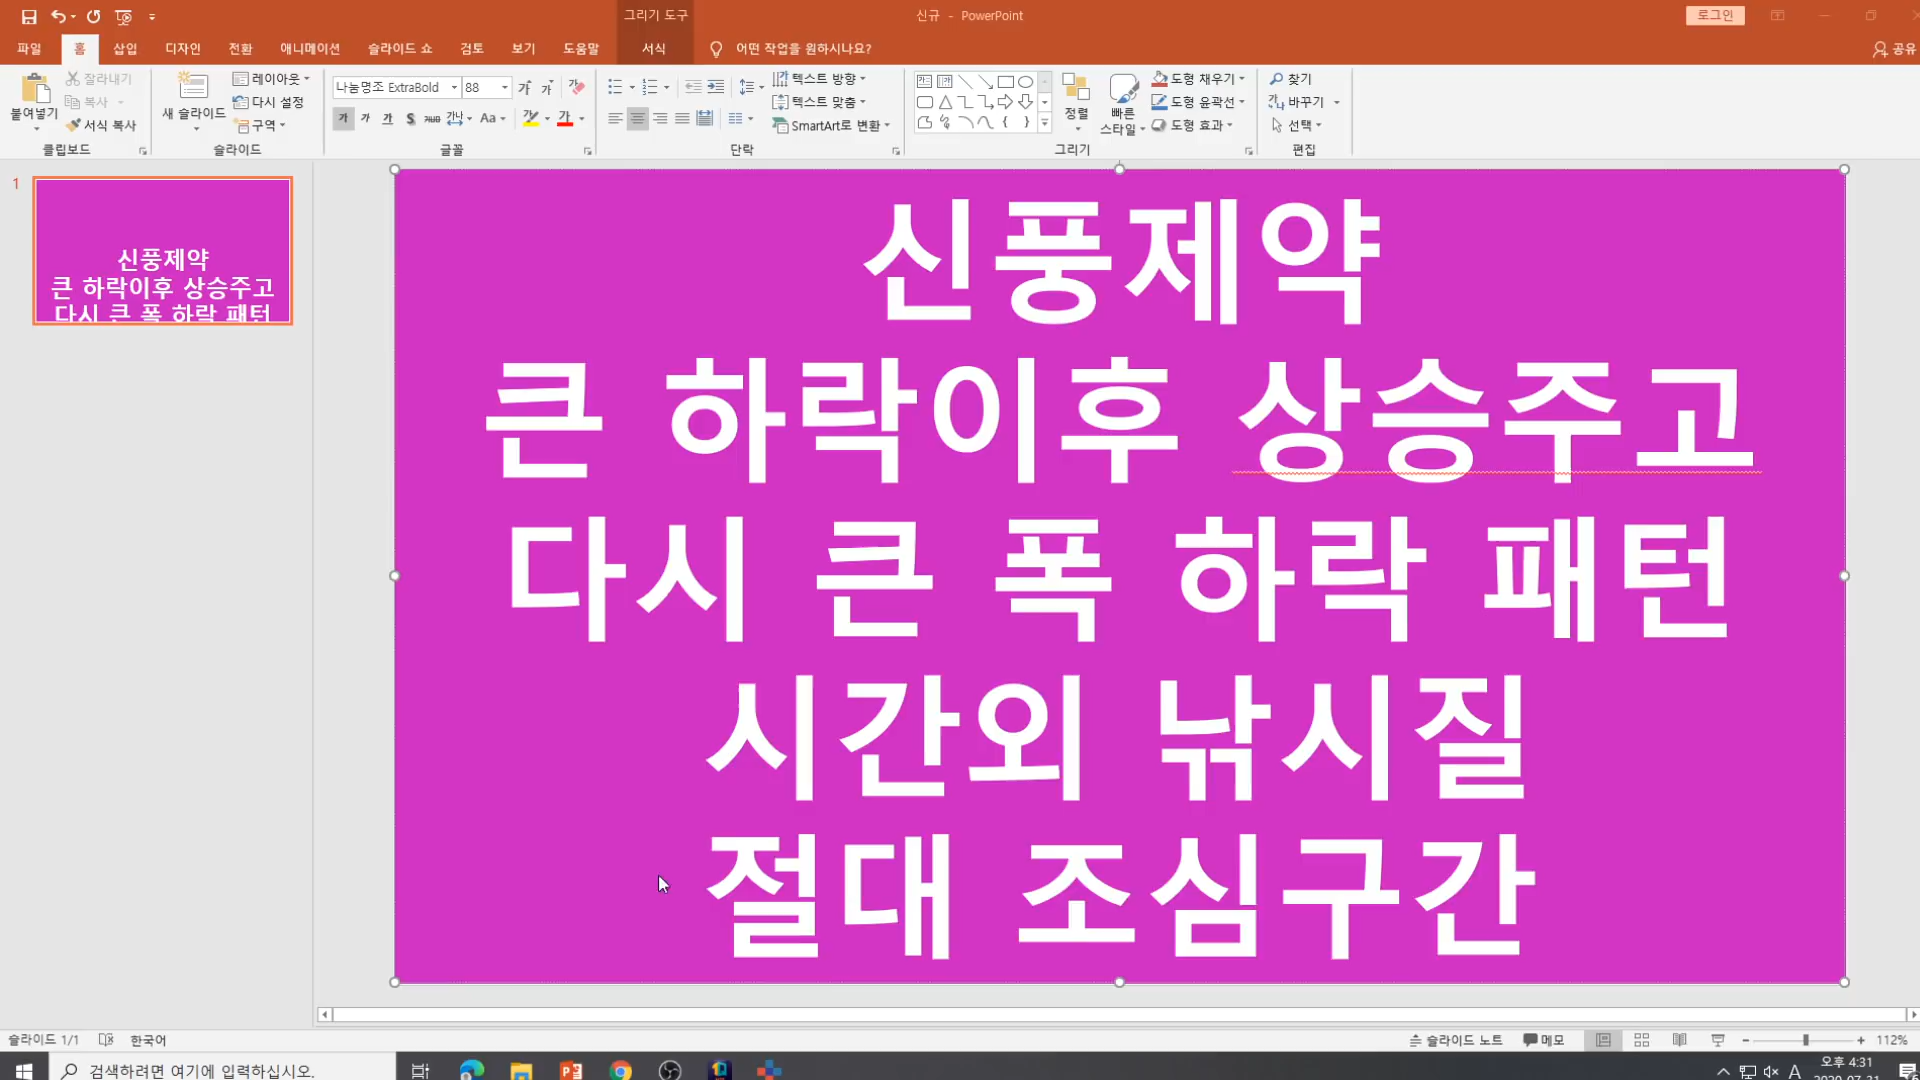 그리기 도구
신규 - PowerPoint
로그인
파일 홈 삽입 디자인 전환 애니메이션 슬라이드 쇼 검토 보기 도움말 서식 어떤 작업을 원하시나요? 공유
붙여넣기
잘라내기
복사
서식 복사
클립보드
새 슬라이드
레이아웃
다시 설정
구역
슬라이드
나눔명조 ExtraBold 88
글꼴
텍스트 방향
텍스트 맞춤
SmartArt로 변환
단락
정렬
빠른 스타일
도형 채우기
도형 윤곽선
도형 효과
그리기
찾기
바꾸기
선택
편집
1
신풍제약
큰 하락이후 상승주고
다시 큰 폭 하락 패턴
신풍제약
큰 하락이후 상승주고
다시 큰 폭 하락 패턴
시간외 낚시질
절대 조심구간
슬라이드 1/1 한국어 슬라이드 노트 메모 112%
검색하려면 여기에 입력하십시오.
A
오후 4:31